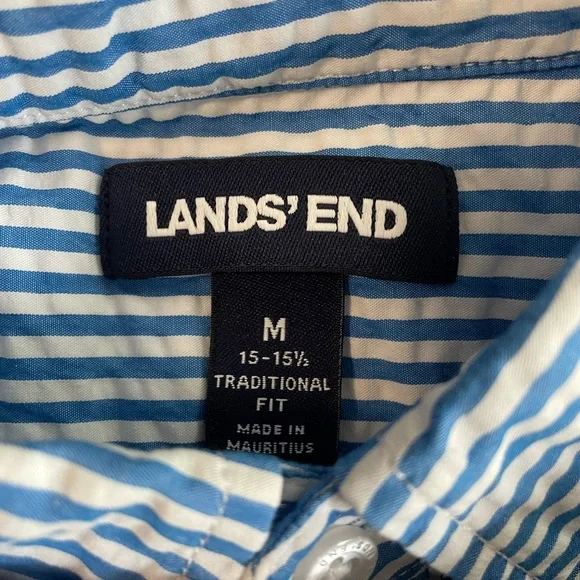 LANDS' END
M
15-15½
TRADITIONAL
FIT
MADE IN
MAURITIUS